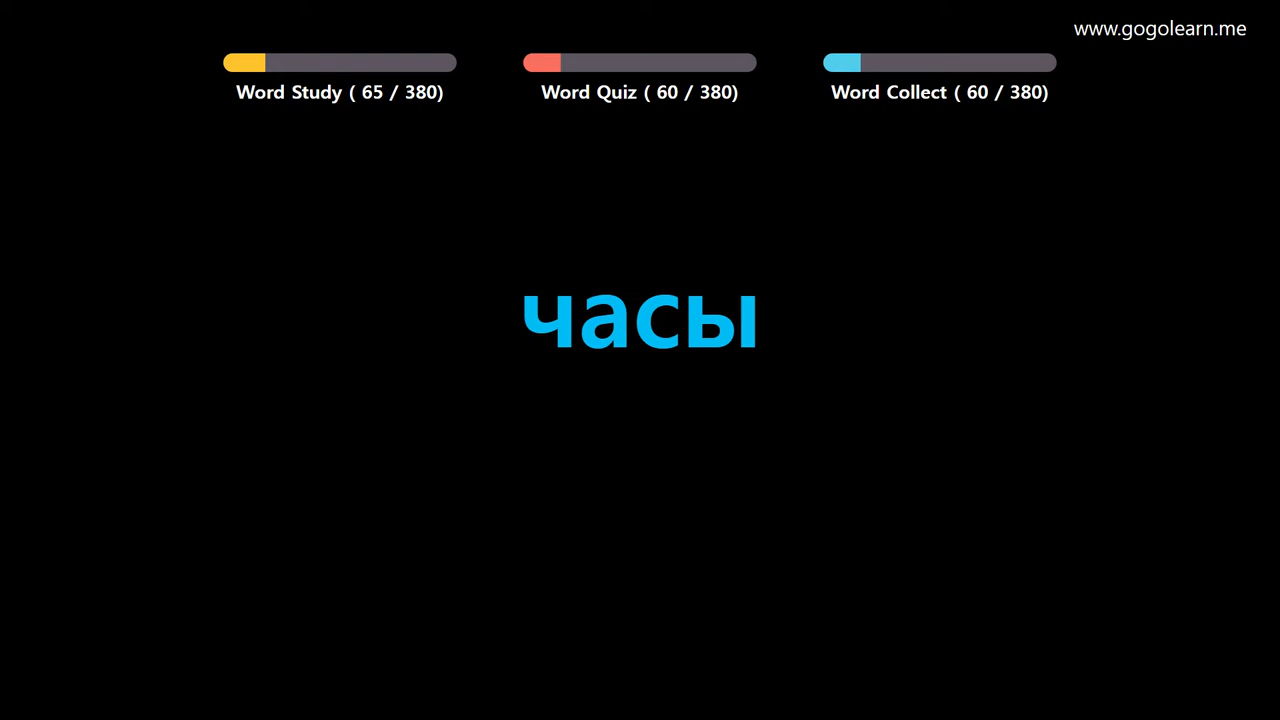 www.gogolearn.me
Word Study ( 65 / 380)
Word Quiz ( 60 / 380)
Word Collect ( 60 / 380)
часы